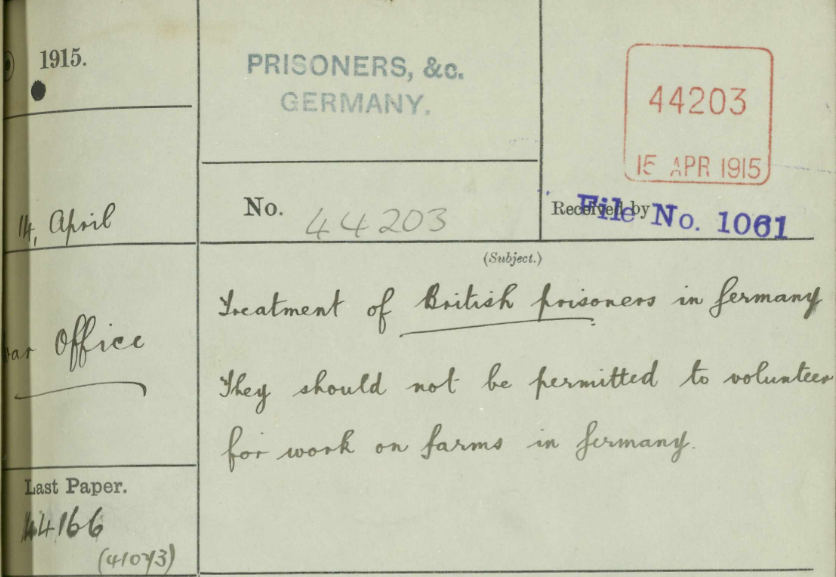 1915.
PRISONERS, &c.
GERMANY.
44203
15 APR 1915
14, April
No. 44203
Received by
File No. 1061
(Subject.)
Treatment of British prisoners in Germany
Office
They should not be permitted to volunteer
for work on farms in Germany.
Last Paper.
44166
(41073)